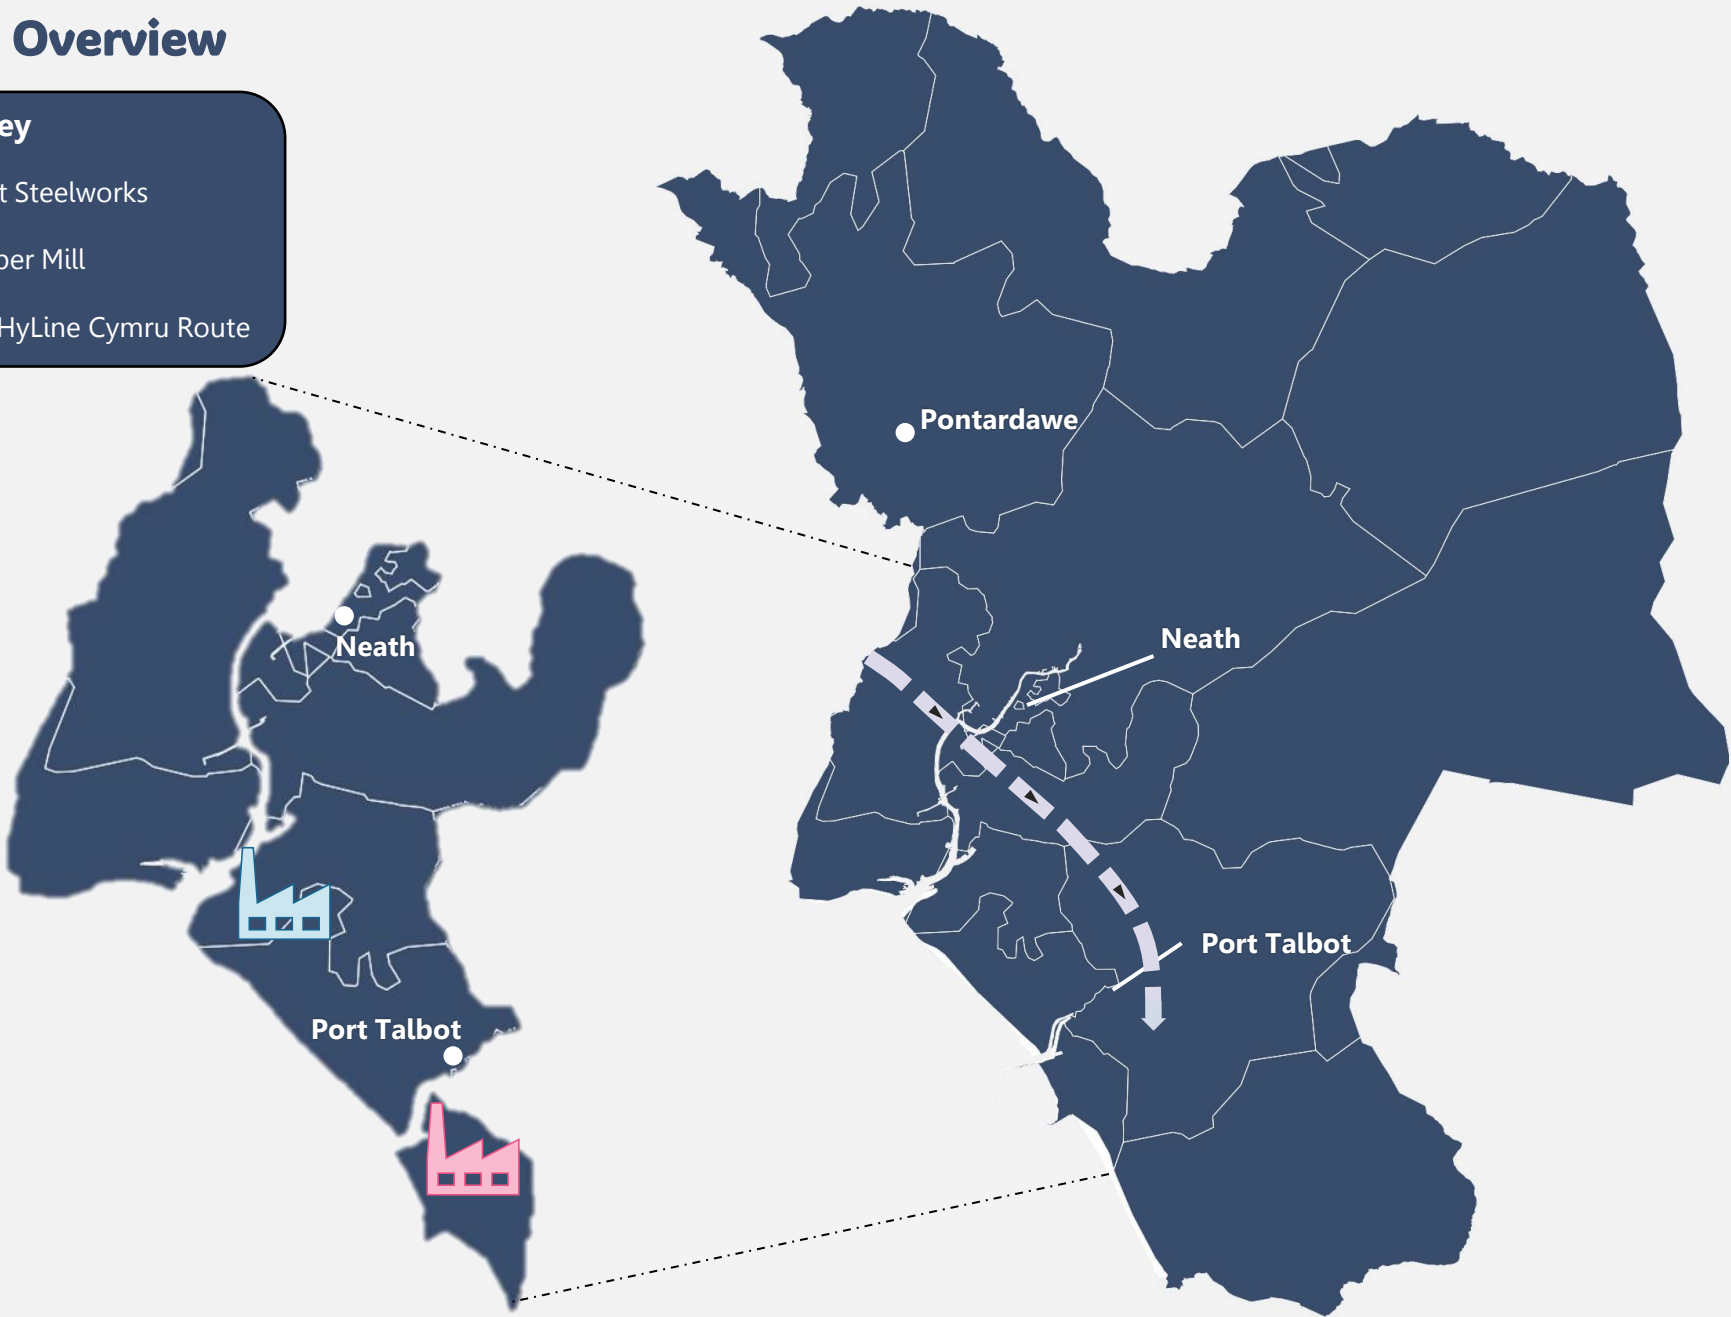 Overview
ey
t Steelworks
per Mill
HyLine Cymru Route
Pontardawe
Neath
Neath
Port Talbot
Port Talbot